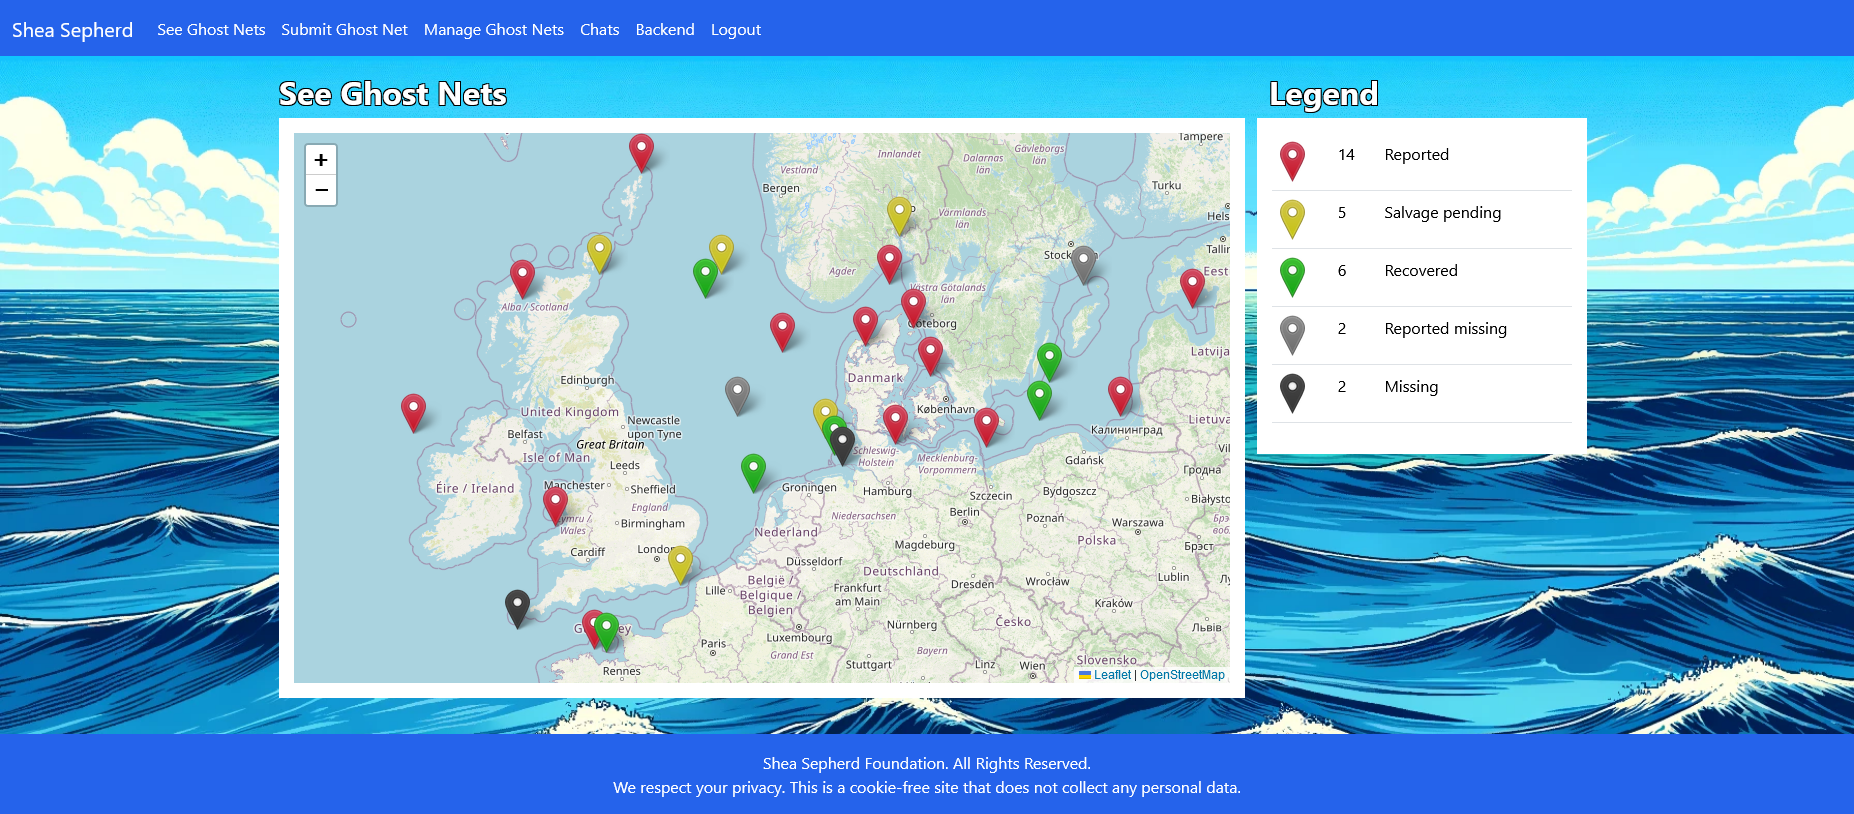 Shea Sepherd
See Ghost Nets
Submit Ghost Net
Manage Ghost Nets
Chats
Backend
Logout
See Ghost Nets
Legend
+
−
14 Reported
5 Salvage pending
6 Recovered
2 Reported missing
2 Missing
Tampere
Innlandet
Dalarnas län
Gävleborgs län
Vestland
Bergen
Turku
Värmlands län
Hels
Tallin
Agder
Västra Götalands län
Eest
Alba / Scotland
Göteborg
Latvija
Edinburgh
Danmark
United Kingdom
København
Newcastle upon Tyne
Lietuva
Belfast
Great Britain
Калининград
Isle of Man
Schleswig-Holstein
Mecklenburg-Vorpommern
Gdańsk
Leeds
Гродна
Éire / Ireland
Manchester
Sheffield
Groningen
Hamburg
Szczecin
Bydgoszcz
Białysto
England
Berlin
Poznań
Warszawa
Niedersachsen
Birmingham
Wales
Nederland
Magdeburg
Polska
Брэст
Cardiff
London
Düsseldorf
Deutschland
Dresden
Wrocław
Lublin
Lille
België / Belgique / Belgien
Frankfurt am Main
Kraków
Nürnberg
Česko
Львів
Paris
Luxembourg
Grand Est
Bayern
Rennes
Stuttgart
Linz
Wien
Slovensko
Leaflet | OpenStreetMap
Shea Sepherd Foundation. All Rights Reserved.
We respect your privacy. This is a cookie-free site that does not collect any personal data.